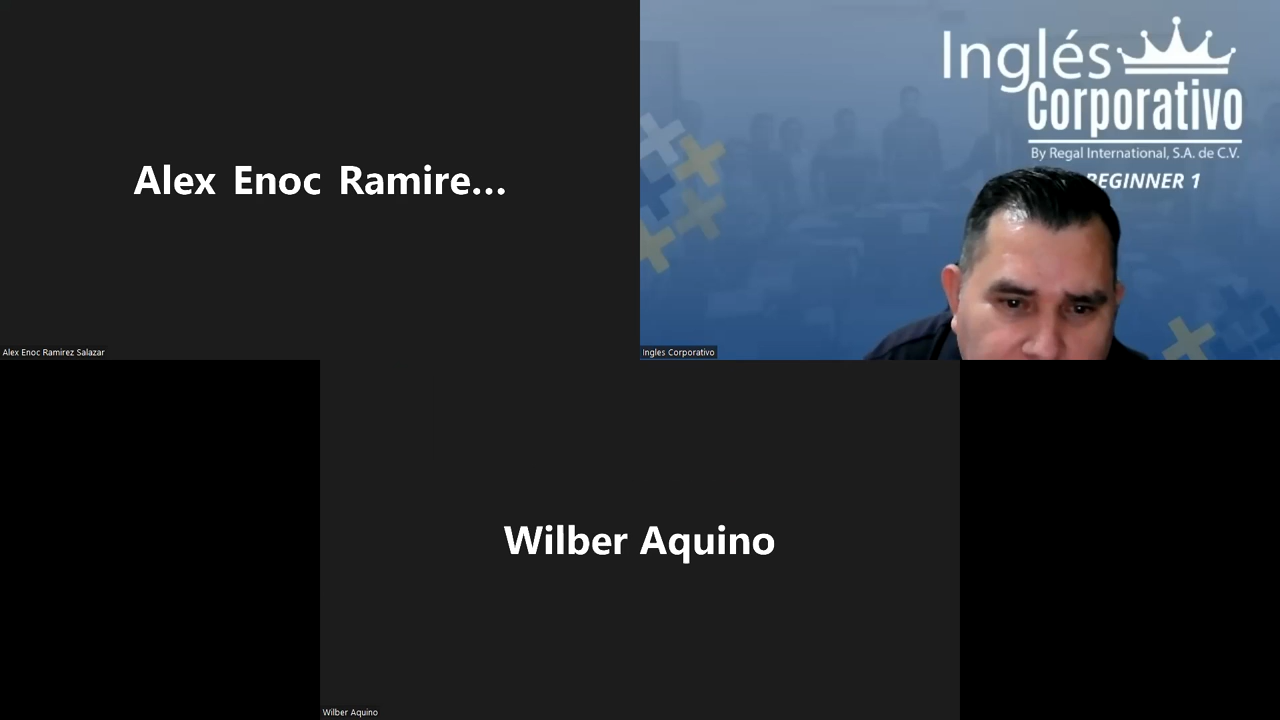 Alex Enoc Ramire...
Alex Enoc Ramirez Salazar
Inglés
Corporativo
By Regal International, S.A. de C.V.
BEGINNER 1
Ingles Corporativo
Wilber Aquino
Wilber Aquino